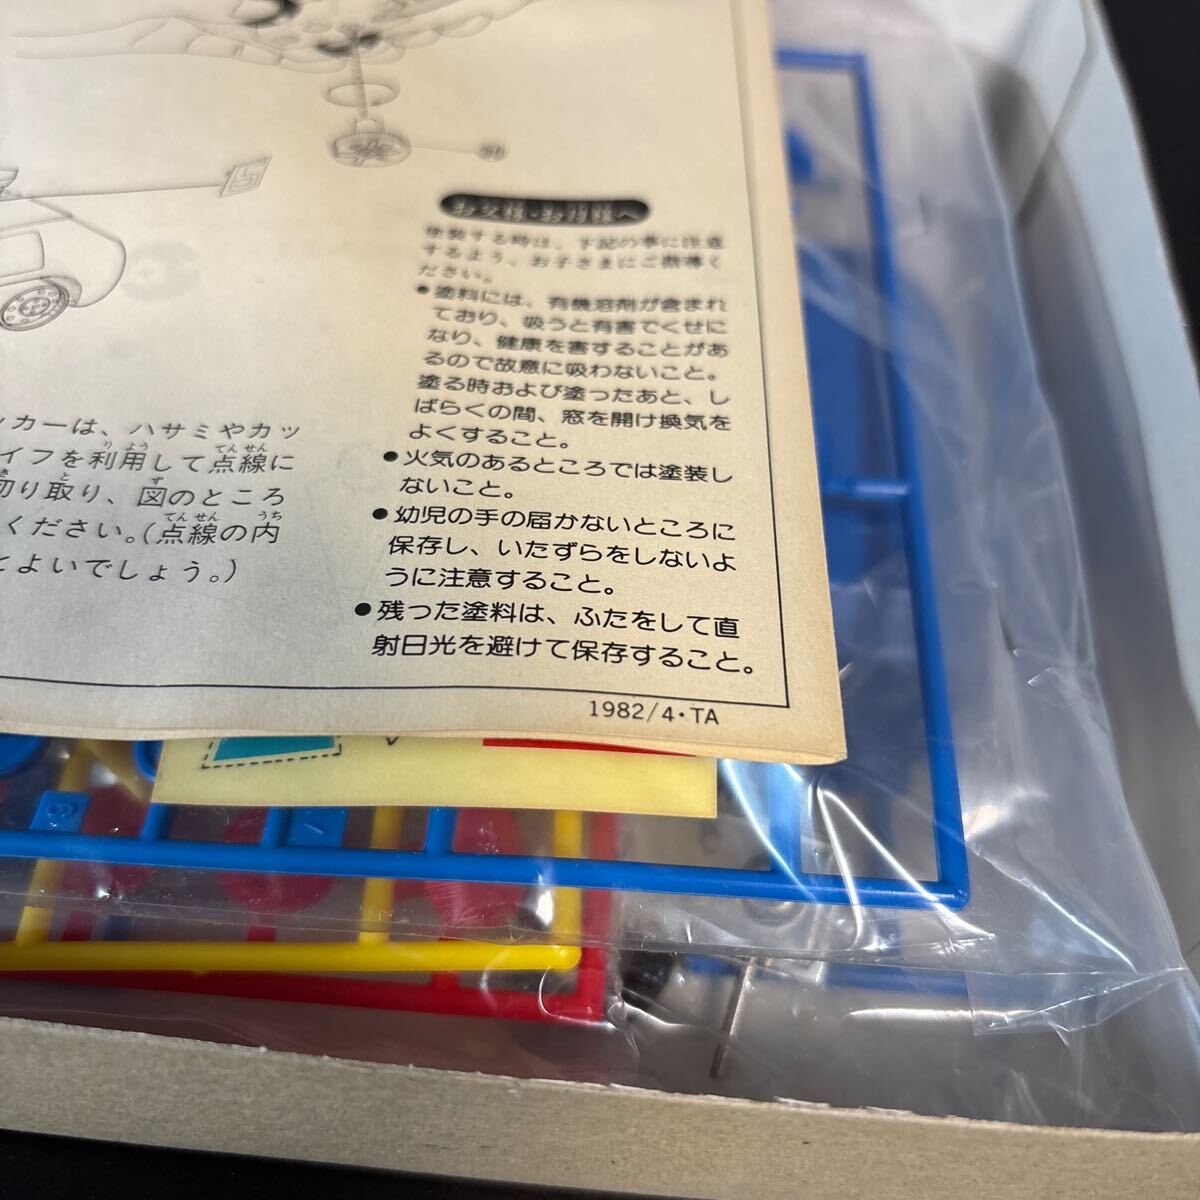 お父様・お母様へ
塗装する時は、下記の事に注意
するよう、お子さまにご指導く
ださい。
●塗料には、有機溶剤が含まれ
ており、吸うと有害でくせに
なり、健康を害することがあ
るので故意に吸わないこと。
塗る時および塗ったあと、し
ばらくの間、窓を開け換気を
よくすること。
●火気のあるところでは塗装し
ないこと。
●幼児の手の届かないところに
保存し、いたずらをしないよ
うに注意すること。
●残った塗料は、ふたをして直
射日光を避けて保存すること。
ッカーは、ハサミやカッ
イフを利用して点線に
切り取り、図のところ
ください。(点線の内
とよいでしょう。)
1982/4・TA